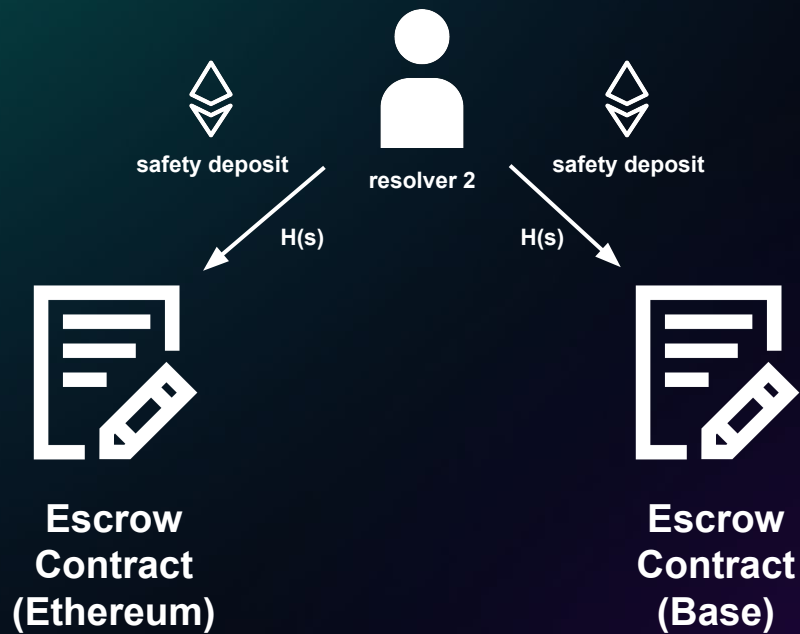 safety deposit
resolver 2
safety deposit
H(s)
H(s)
Escrow
Contract
(Ethereum)
Escrow
Contract
(Base)